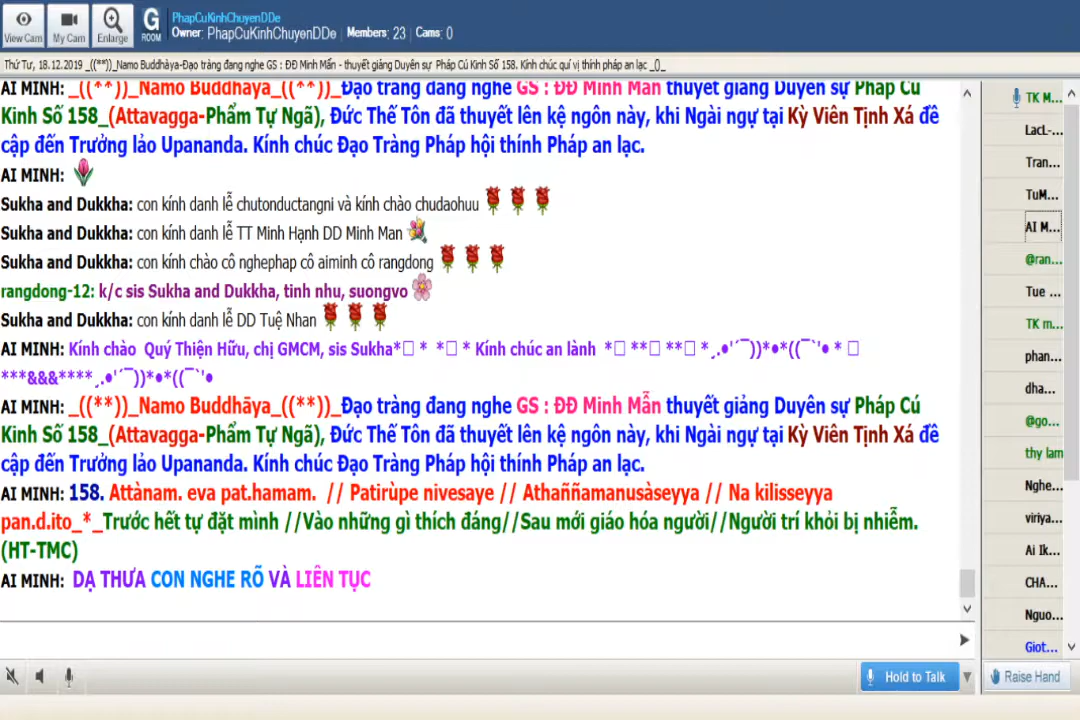 PhapCuKinhChuyenDDe
G
ROOM
Owner: PhapCuKinhChuyenDDe Members: 23 Cams: 0
View Cam My Cam Enlarge
Thứ Tư, 18.12.2019 _((**))_Namo Buddhàya-Đạo tràng đang nghe GS : ĐĐ Minh Mẩn - thuyết giảng Duyên sự Pháp Cú Kinh Số 158. Kính chúc quí vị thính pháp an lạc _()_
AI MINH: _((**))_Namo Buddhāya_((**))_Đạo tràng đang nghe GS : ĐĐ Minh Mẫn thuyết giảng Duyên sự Pháp Cú
Kinh Số 158_(Attavagga-Phẩm Tự Ngã), Đức Thế Tôn đã thuyết lên kệ ngôn này, khi Ngài ngự tại Kỳ Viên Tịnh Xá đề
cập đến Trưởng lảo Upananda. Kính chúc Đạo Tràng Pháp hội thính Pháp an lạc.
AI MINH:
Sukha and Dukkha: con kính danh lễ chutonductangni và kính chào chudaohuu
Sukha and Dukkha: con kính danh lễ TT Minh Hạnh DD Minh Man
Sukha and Dukkha: con kính chào cô nghephap cô aiminh cô rangdong
rangdong-12: k/c sis Sukha and Dukkha, tinh nhu, suongvo
Sukha and Dukkha: con kính danh lễ DD Tuệ Nhan
AI MINH: Kính chào Quý Thiện Hữu, chị GMCM, sis Sukha*□ * *□ * Kính chúc an lành *□ **□ **□ *¸.•'´¯))*•*((¯`'• * □
***&&&****¸.•'´¯))*•*((¯`'•
AI MINH: _((**))_Namo Buddhāya_((**))_Đạo tràng đang nghe GS : ĐĐ Minh Mẫn thuyết giảng Duyên sự Pháp Cú
Kinh Số 158_(Attavagga-Phẩm Tự Ngã), Đức Thế Tôn đã thuyết lên kệ ngôn này, khi Ngài ngự tại Kỳ Viên Tịnh Xá đề
cập đến Trưởng lảo Upananda. Kính chúc Đạo Tràng Pháp hội thính Pháp an lạc.
AI MINH: 158. Attànam. eva pat.hamam. // Patirùpe nivesaye // Athaññamanusàseyya // Na kilisseyya
pan.d.ito_*_Trước hết tự đặt mình //Vào những gì thích đáng//Sau mới giáo hóa người//Người trí khỏi bị nhiễm.
(HT-TMC)
AI MINH: DẠ THƯA CON NGHE RÕ VÀ LIÊN TỤC
TK M...
LacL-...
Tran...
TuM...
AI M...
@ran...
Tue ...
TK m...
phan...
dha...
@go...
thy lam
Nghe...
viriya...
Ai Ik...
CHA...
Nguo...
Giot...
Hold to Talk
Raise Hand